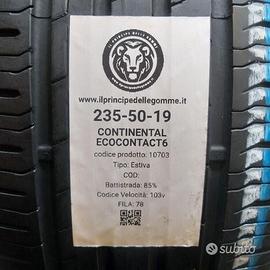 IL PRINCIPE DELLE GOMME
www.ilprincipedellegomme.it
235-50-19
CONTINENTAL
ECOCONTACT6
codice prodotto: 10703
Tipo: Estiva
COD:
Battistrada: 85%
Codice Velocità: 103v
FILA: 78
subito